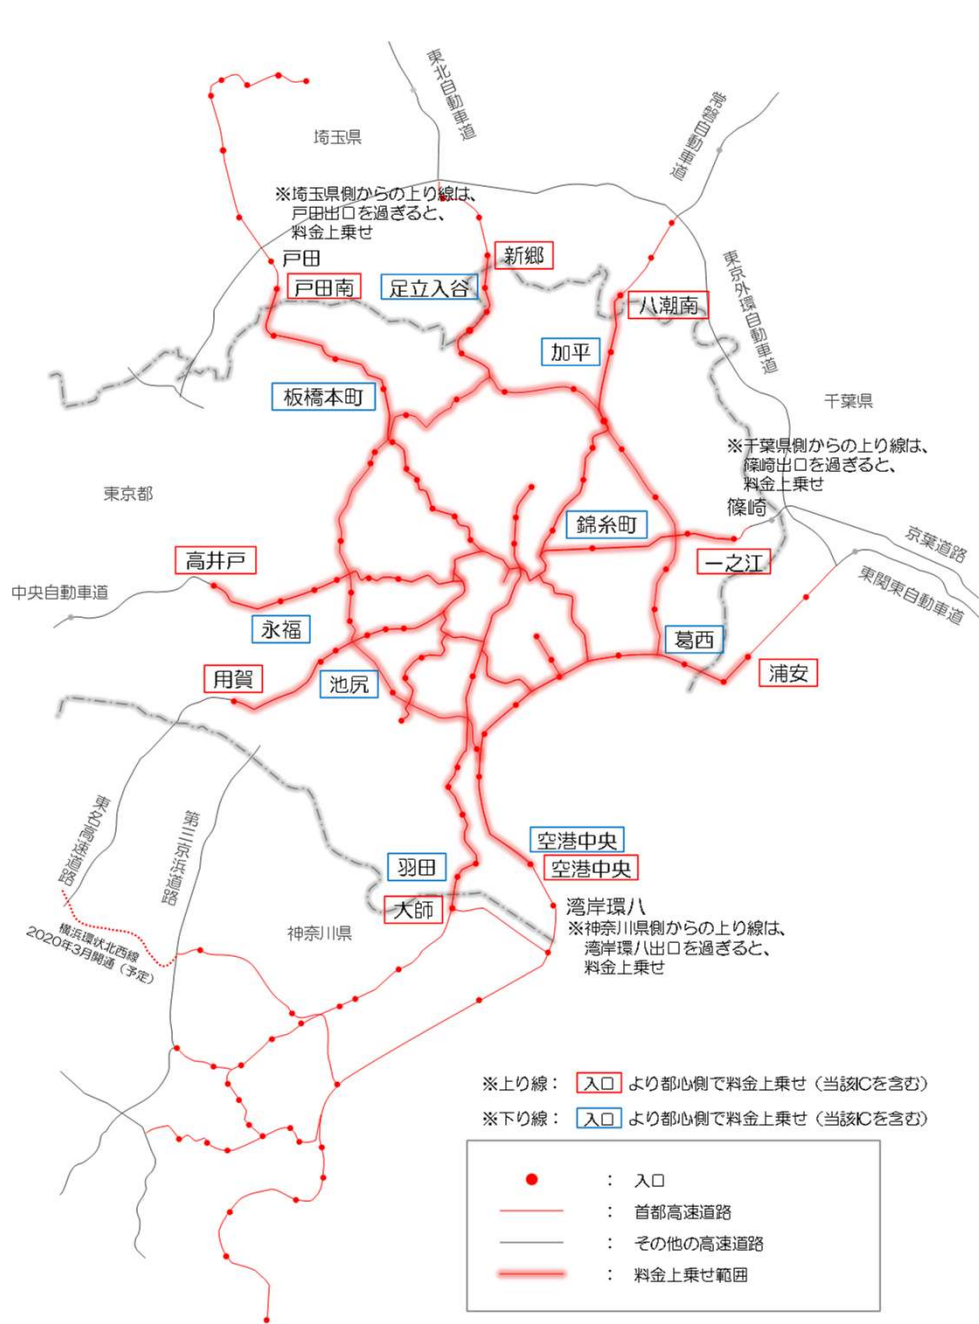 東北自動車道
常磐自動車道
埼玉県
※埼玉県側からの上り線は、
戸田出口を過ぎると、
料金上乗せ
戸田
新郷
戸田南
足立入谷
東京外環自動車道
八潮南
加平
板橋本町
千葉県
※千葉県側からの上り線は、
篠崎出口を過ぎると、
料金上乗せ
東京都
篠崎
錦糸町
京葉道路
高井戸
一之江
東関東自動車道
中央自動車道
永福
葛西
用賀
池尻
浦安
東名高速道路
第三京浜道路
空港中央
羽田
空港中央
大師
湾岸環八
※神奈川県側からの上り線は、
湾岸環八出口を過ぎると、
料金上乗せ
神奈川県
横浜環状北西線
2020年3月開通（予定）
※上り線： 入口 より都心側で料金上乗せ（当該ICを含む）
※下り線： 入口 より都心側で料金上乗せ（当該ICを含む）
： 入口
： 首都高速道路
： その他の高速道路
： 料金上乗せ範囲